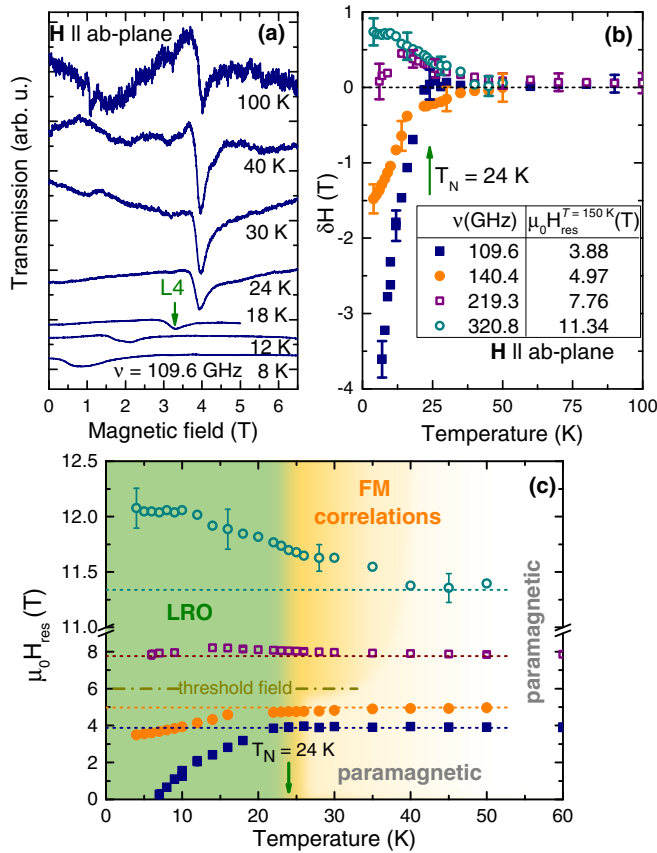 H || ab-plane (a)
100 K
40 K
30 K
24 K
L4
18 K
12 K
ν = 109.6 GHz 8 K
Transmission (arb. u.)
0 1 2 3 4 5 6
Magnetic field (T)
(b)
1
0
-1
-2
-3
-4
δH (T)
T_N = 24 K
ν(GHz) μ₀H_res^{T = 150 K}(T)
109.6 3.88
140.4 4.97
219.3 7.76
320.8 11.34
H || ab-plane
0 25 50 75 100
Temperature (K)
(c)
12.5
12.0
11.5
11.0
8
6
4
2
0
μ₀H_res (T)
FM
correlations
LRO
threshold field
T_N = 24 K
paramagnetic
paramagnetic
0 10 20 30 40 50 60
Temperature (K)